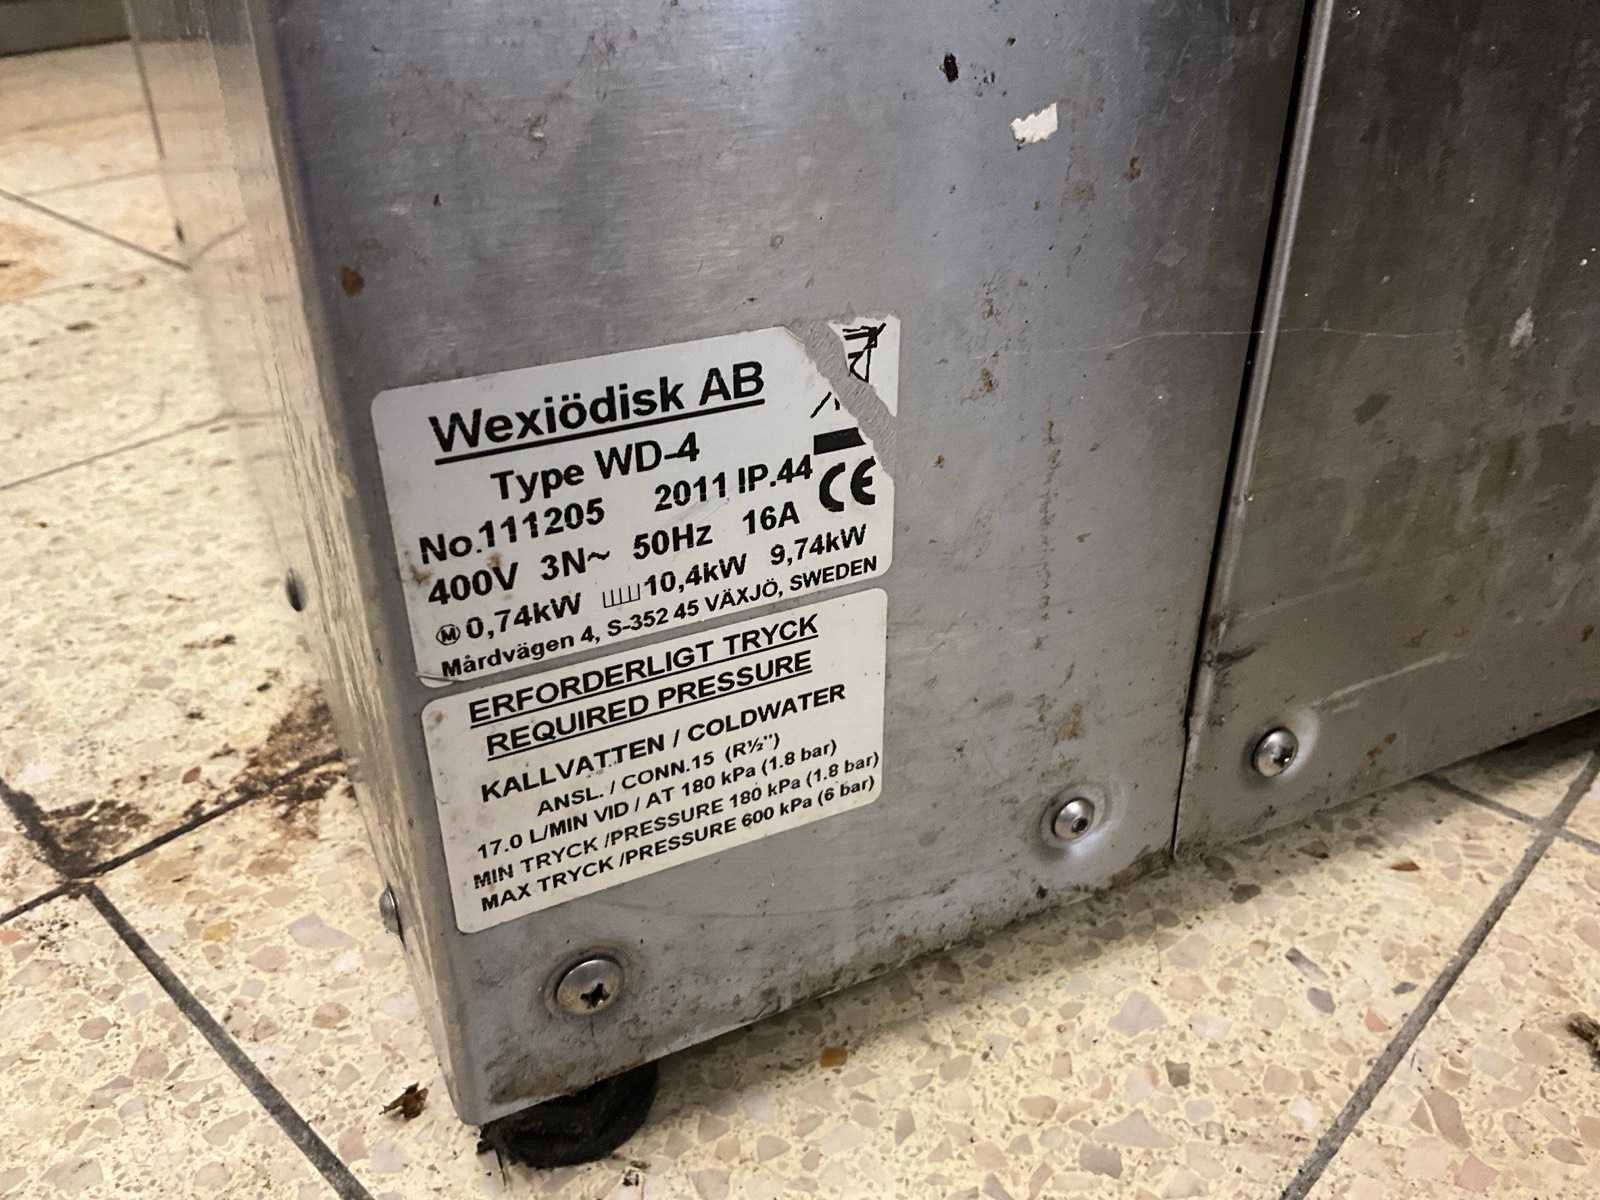 Wexiödisk AB
Type WD-4
No.111205 2011 IP.44
400V 3N~ 50Hz 16A CE
M 0,74kW 10,4kW 9,74kW
Mårdvägen 4, S-352 45 VÄXJÖ, SWEDEN
ERFORDERLIGT TRYCK
REQUIRED PRESSURE
KALLVATTEN / COLDWATER
ANSL. / CONN.15 (R½")
17.0 L/MIN VID / AT 180 kPa (1.8 bar)
MIN TRYCK /PRESSURE 180 kPa (1.8 bar)
MAX TRYCK /PRESSURE 600 kPa (6 bar)